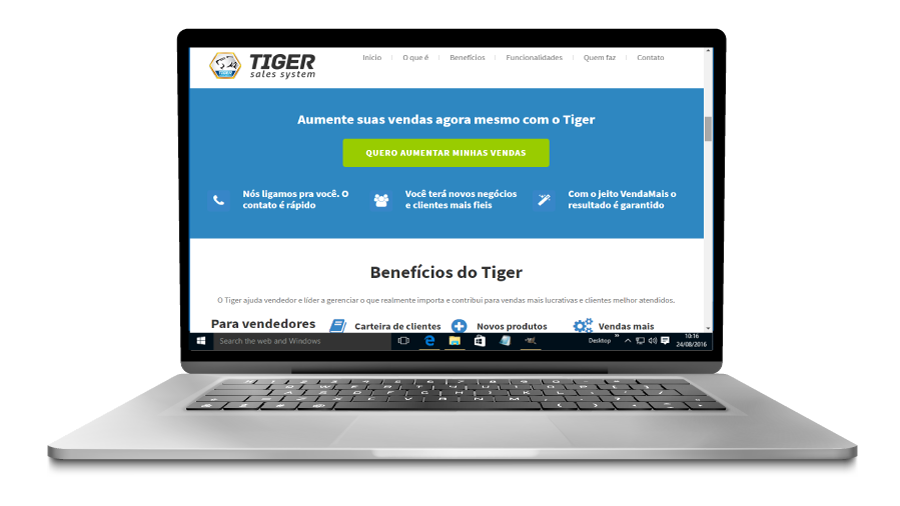 TIGER
sales system
Início
O que é
Benefícios
Funcionalidades
Quem faz
Contato
Aumente suas vendas agora mesmo com o Tiger
QUERO AUMENTAR MINHAS VENDAS
Nós ligamos pra você. O
contato é rápido
Você terá novos negócios
e clientes mais fieis
Com o jeito VendaMais o
resultado é garantido
Benefícios do Tiger
O Tiger ajuda vendedor e líder a gerenciar o que realmente importa e contribui para vendas mais lucrativas e clientes melhor atendidos.
Para vendedores
Carteira de clientes
Novos produtos
Vendas mais
Search the web and Windows
Desktop
10:16
24/08/2016